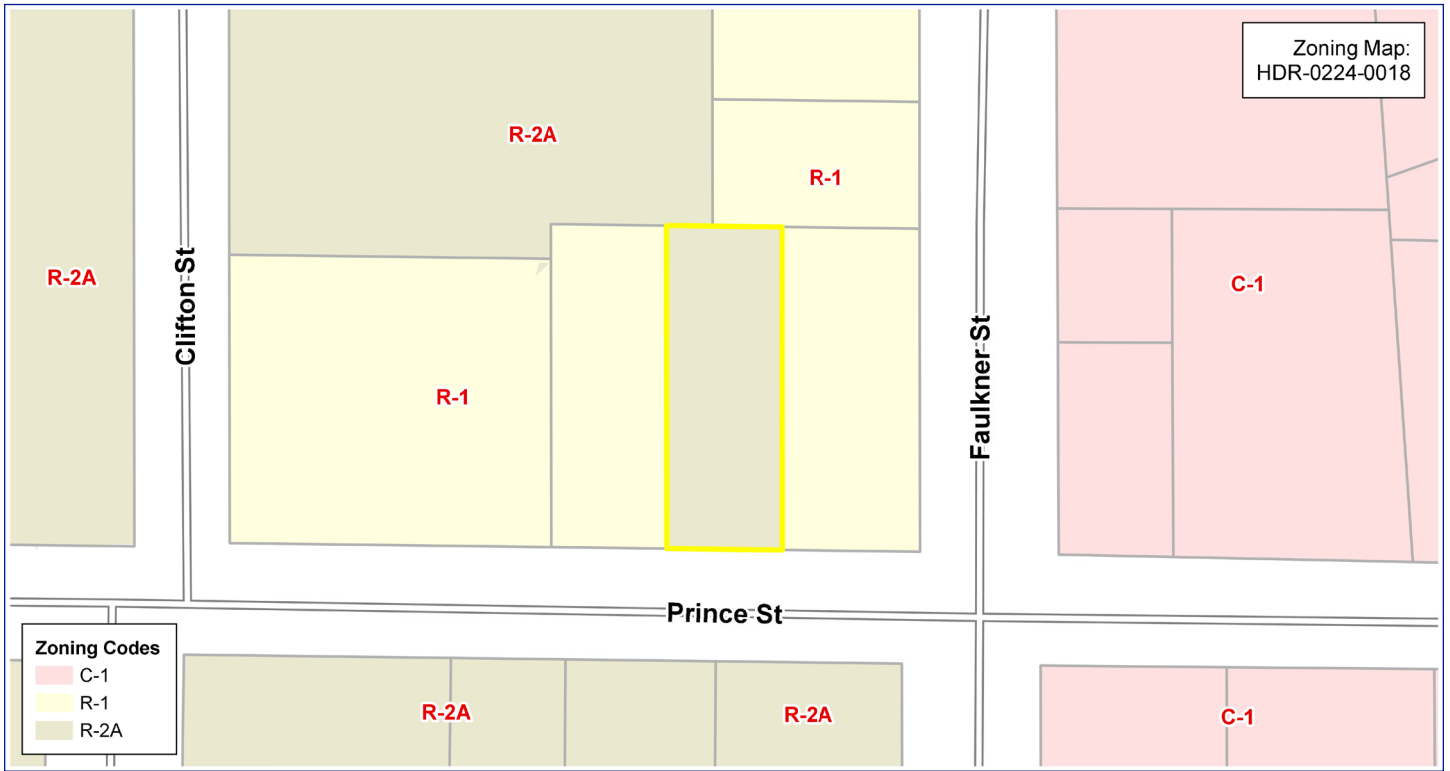 Zoning Map:
HDR-0224-0018
R-2A
R-1
R-2A
C-1
Clifton St
Faulkner St
R-1
Prince St
Zoning Codes
C-1
R-1
R-2A
R-2A
R-2A
C-1